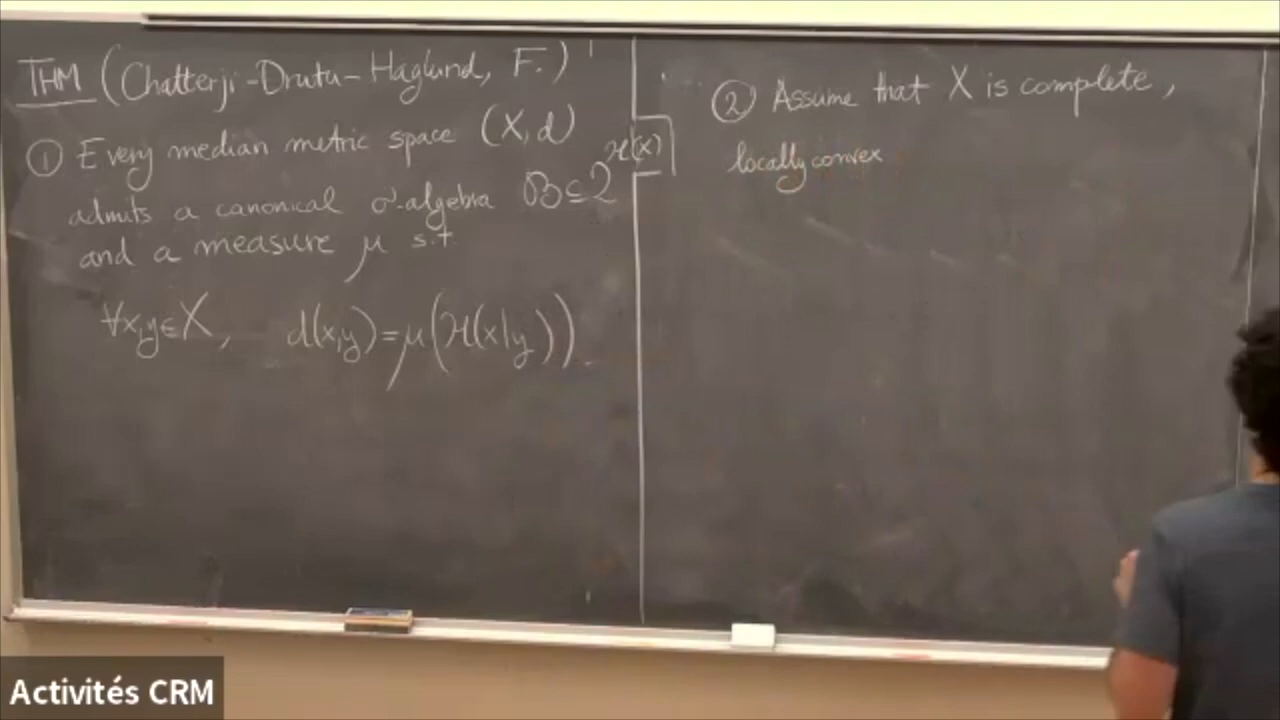 THM (Chatterji-Drutu-Haglund, F.)
① Every median metric space (X,d)
admits a canonical σ-algebra B⊆2^ℋ(X)
and a measure μ s.t.
∀x,y∈X, d(x,y)=μ(ℋ(x|y)).
② Assume that X is complete,
locally convex
Activités CRM